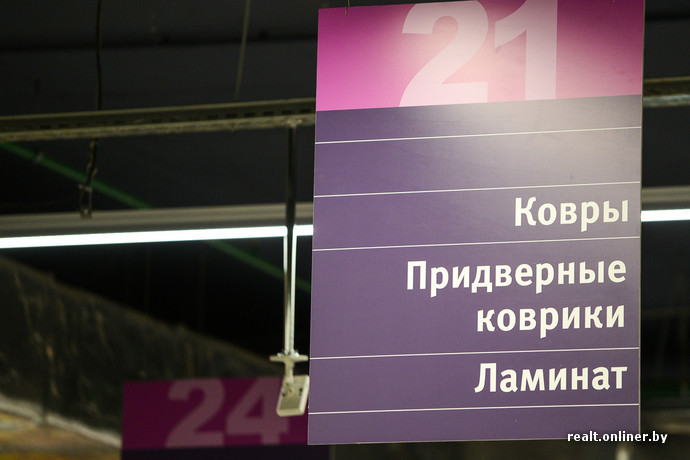 21
Ковры
Придверные
коврики
Ламинат
24
realt.onliner.by